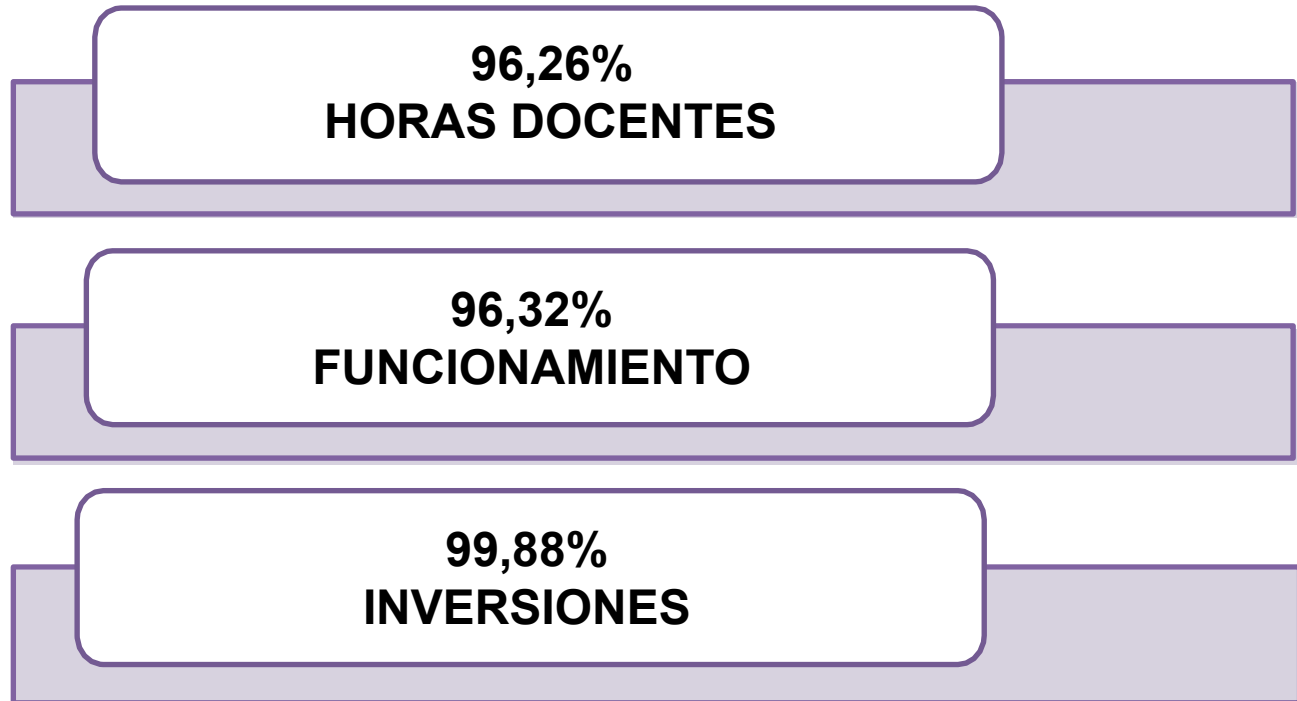 96,26%
HORAS DOCENTES
96,32%
FUNCIONAMIENTO
99,88%
INVERSIONES